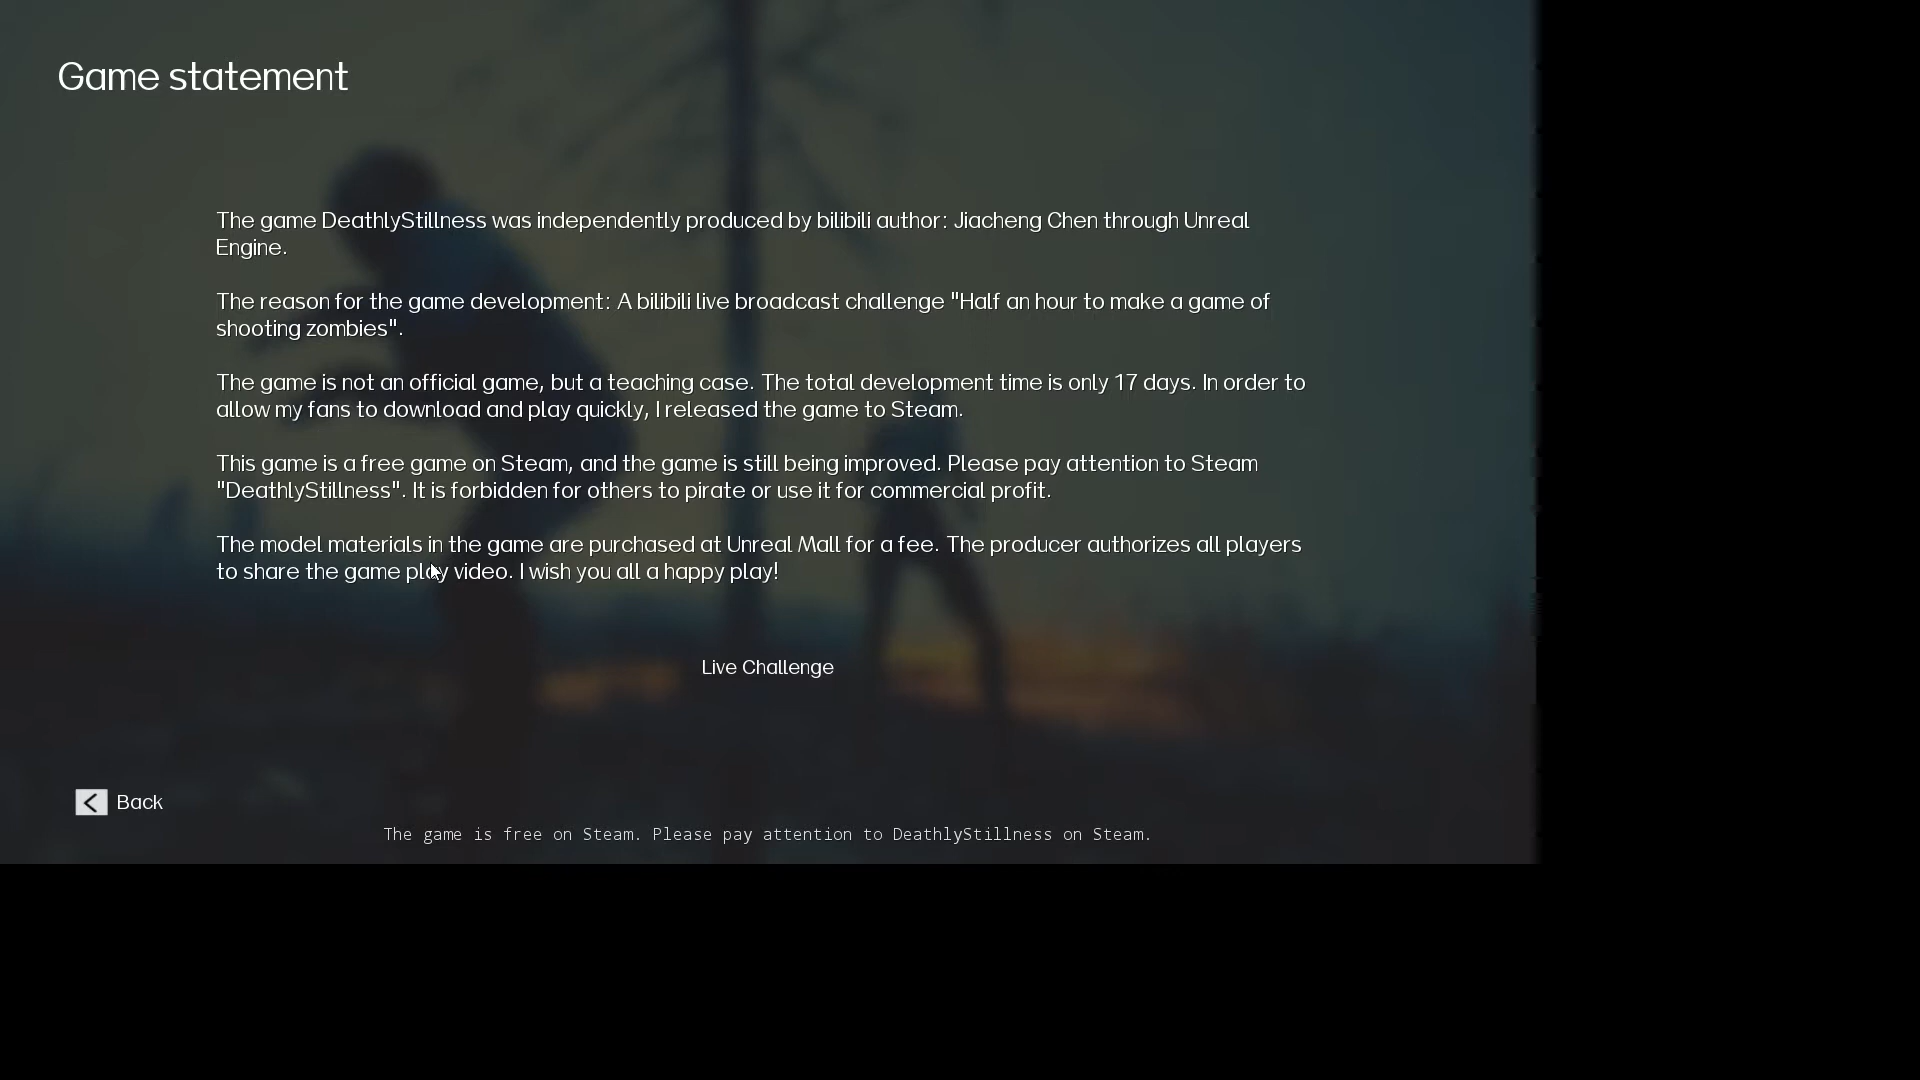 Game statement
The game DeathlyStillness was independently produced by bilibili author: Jiacheng Chen through Unreal
Engine.
The reason for the game development: A bilibili live broadcast challenge "Half an hour to make a game of
shooting zombies".
The game is not an official game, but a teaching case. The total development time is only 17 days. In order to
allow my fans to download and play quickly, I released the game to Steam.
This game is a free game on Steam, and the game is still being improved. Please pay attention to Steam
"DeathlyStillness". It is forbidden for others to pirate or use it for commercial profit.
The model materials in the game are purchased at Unreal Mall for a fee. The producer authorizes all players
to share the game play video. I wish you all a happy play!
Live Challenge
Back
The game is free on Steam. Please pay attention to DeathlyStillness on Steam.